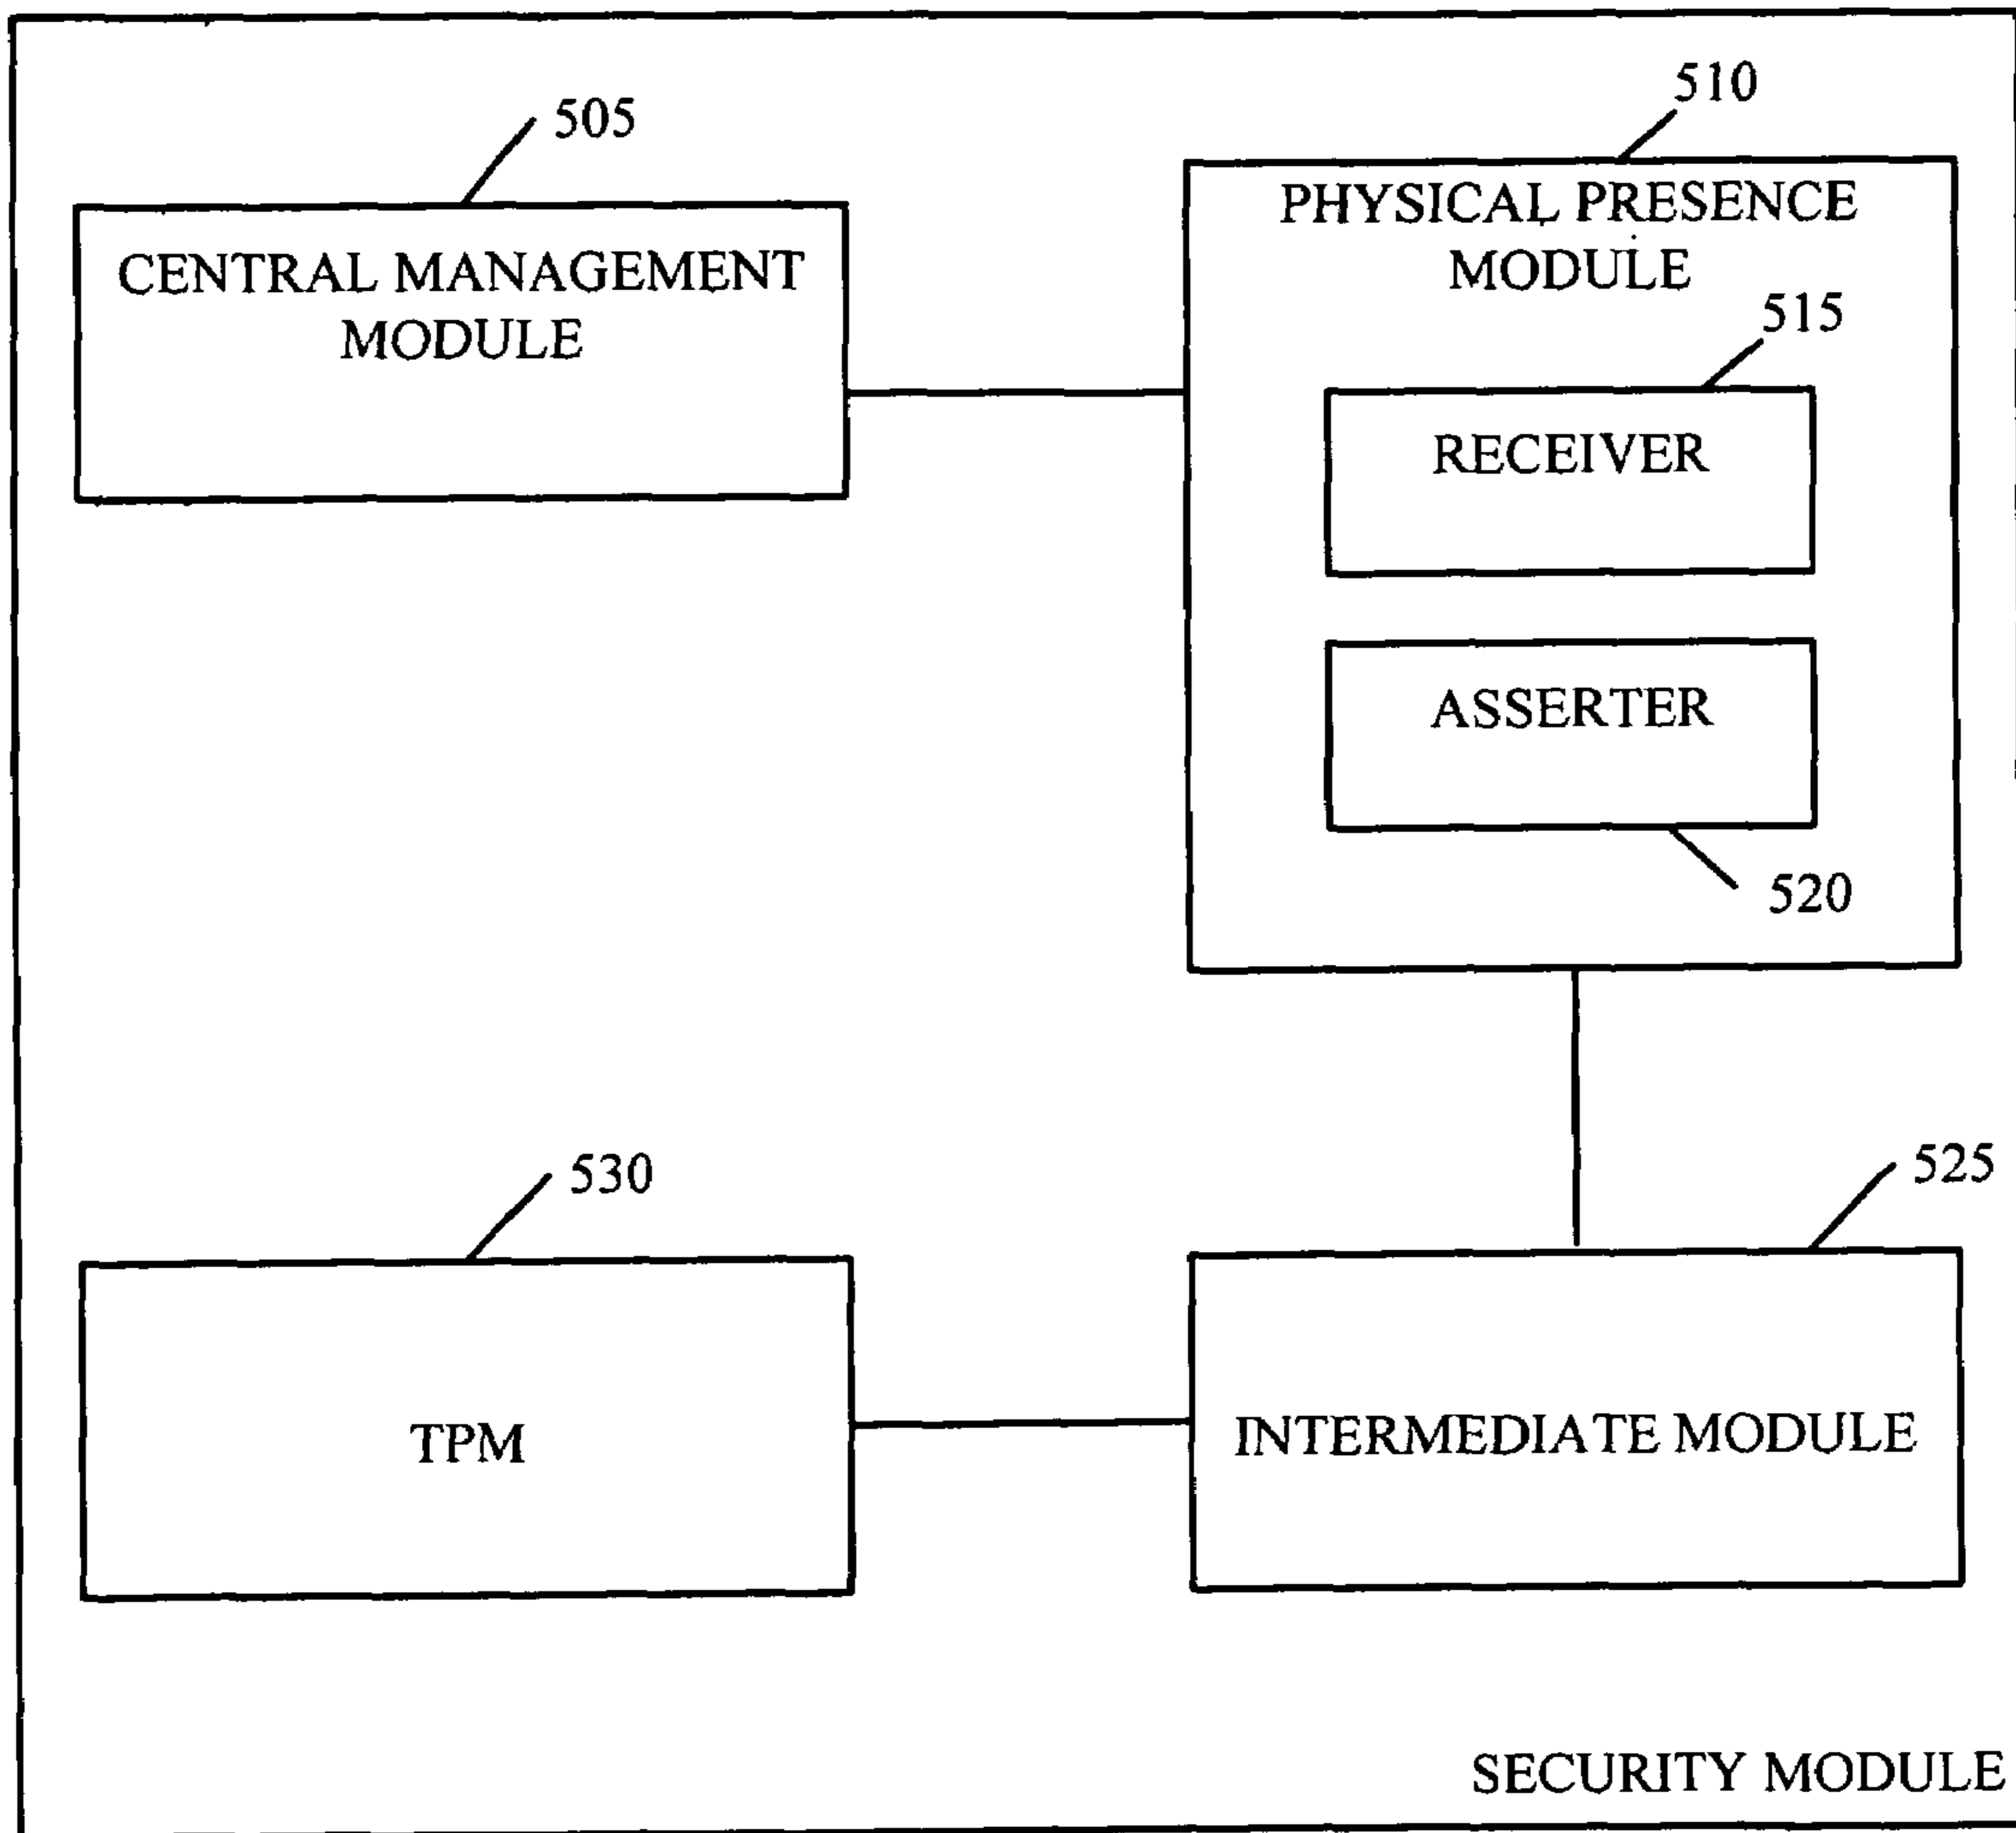 505
510
CENTRAL MANAGEMENT
MODULE
PHYSICAL PRESENCE
MODULE
515
RECEIVER
ASSERTER
520
530
525
TPM
INTERMEDIATE MODULE
SECURITY MODULE